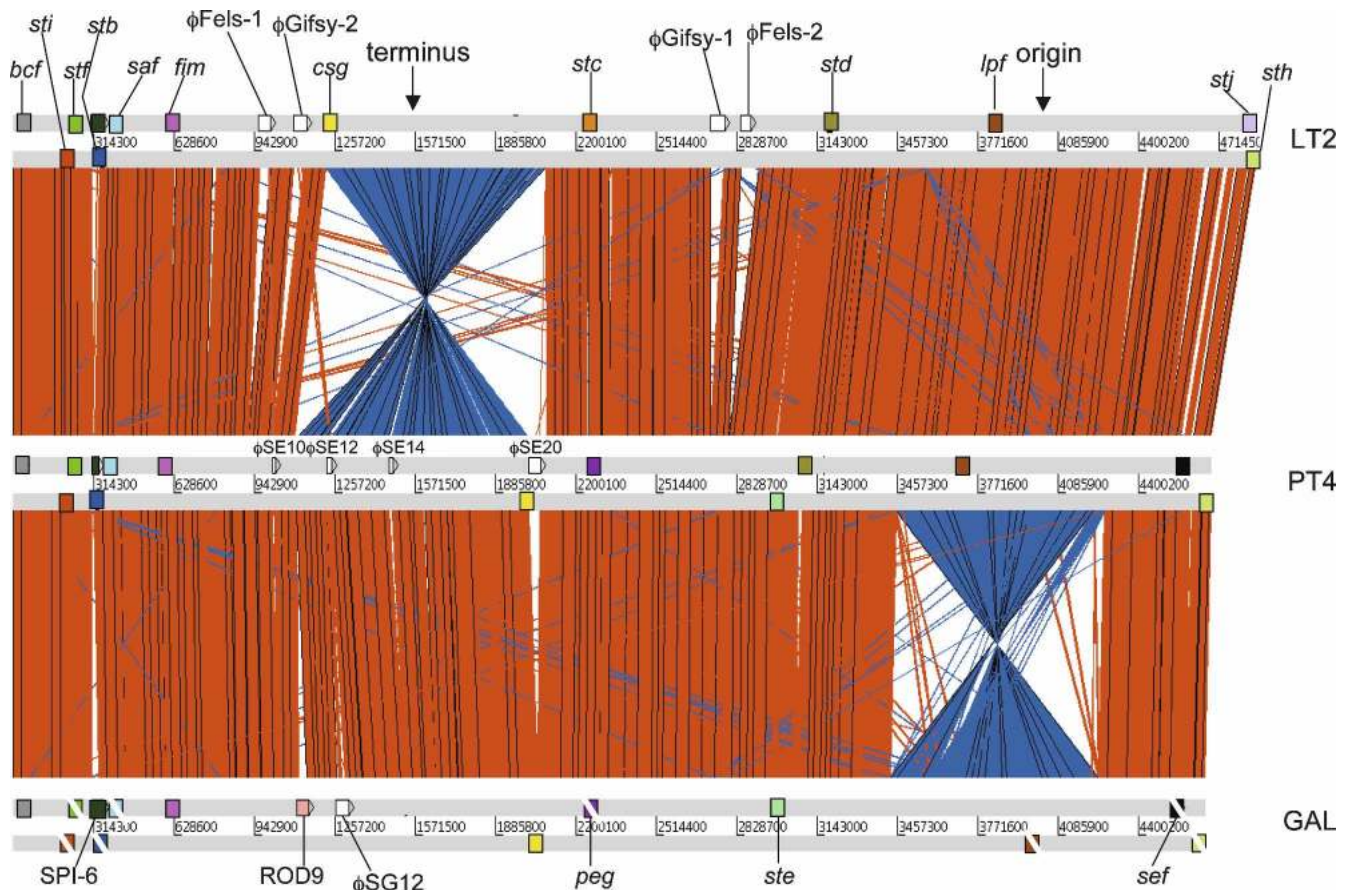 ϕFels-1
sti stb ϕGifsy-2 ϕGifsy-1 ϕFels-2
bcf stf saf fim csg terminus stc std lpf origin stj sth
314300 628600 942900 1257200 1571500 1885800 2200100 2514400 2828700 3143000 3457300 3771600 4085900 4400200 471450
LT2
ϕSE10 ϕSE12 ϕSE14 ϕSE20
314300 628600 942900 1257200 1571500 1885800 2200100 2514400 2828700 3143000 3457300 3771600 4085900 4400200
PT4
314300 628600 942900 1257200 1571500 1885800 2200100 2514400 2828700 3143000 3457300 3771600 4085900 4400200
GAL
SPI-6 ROD9 ϕSG12 peg ste sef